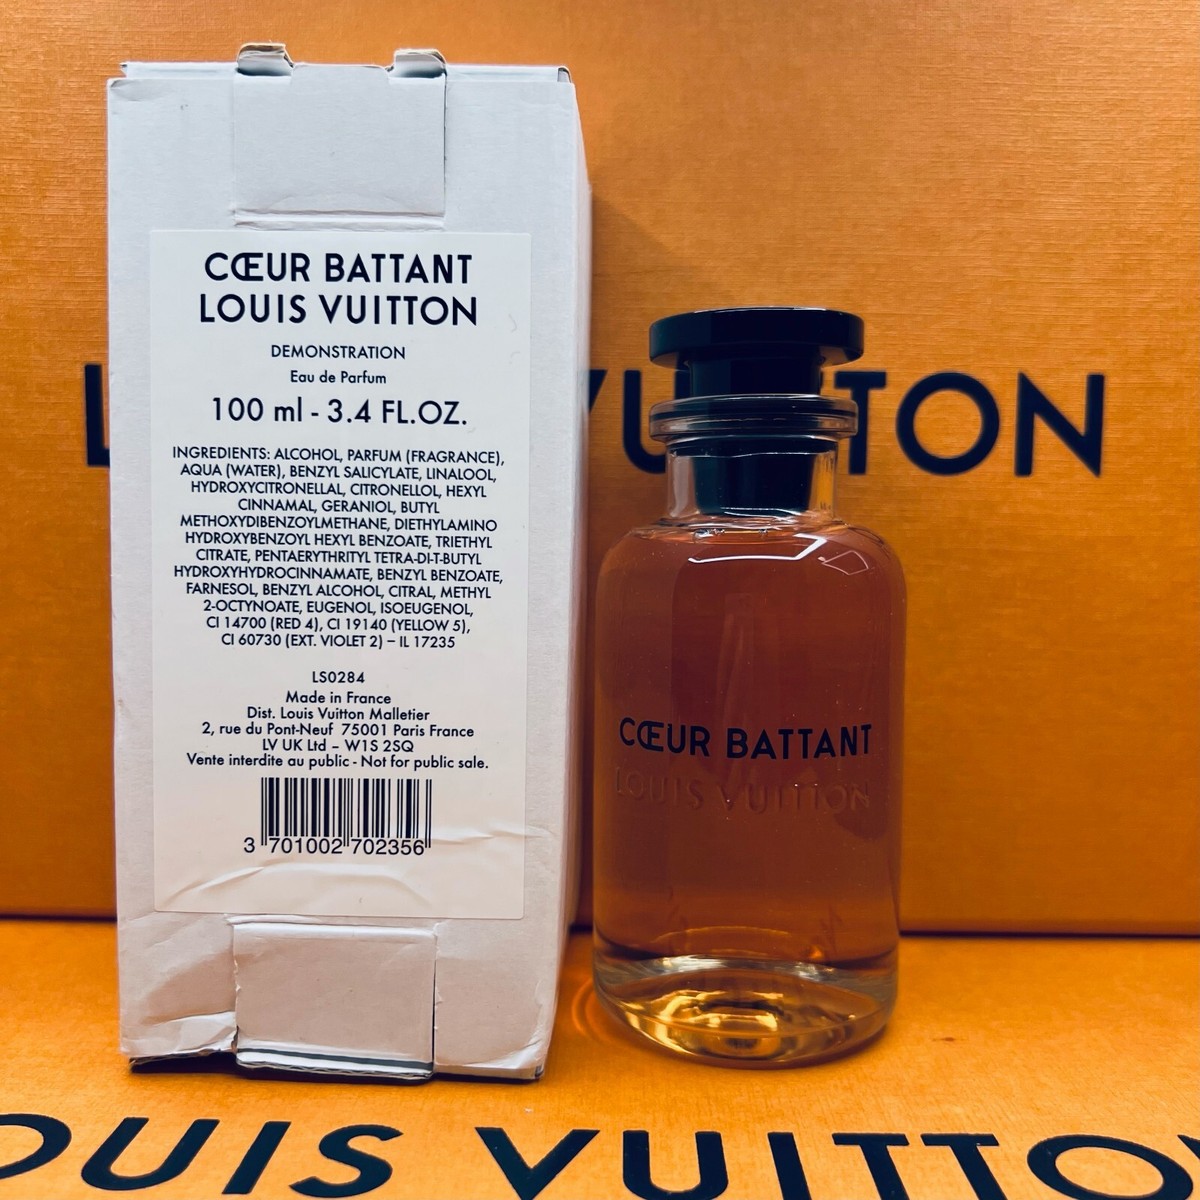 CŒUR BATTANT
LOUIS VUITTON
DEMONSTRATION
Eau de Parfum
100 ml - 3.4 FL.OZ.
INGREDIENTS: ALCOHOL, PARFUM (FRAGRANCE),
AQUA (WATER), BENZYL SALICYLATE, LINALOOL,
HYDROXYCITRONELLAL, CITRONELLOL, HEXYL
CINNAMAL, GERANIOL, BUTYL
METHOXYDIBENZOYLMETHANE, DIETHYLAMINO
HYDROXYBENZOYL HEXYL BENZOATE, TRIETHYL
CITRATE, PENTAERYTHRITYL TETRA-DI-T-BUTYL
HYDROXYHYDROCINNAMATE, BENZYL BENZOATE,
FARNESOL, BENZYL ALCOHOL, CITRAL, METHYL
2-OCTYNOATE, EUGENOL, ISOEUGENOL,
CI 14700 (RED 4), CI 19140 (YELLOW 5),
CI 60730 (EXT. VIOLET 2) – IL 17235
LS0284
Made in France
Dist. Louis Vuitton Malletier
2, rue du Pont-Neuf 75001 Paris France
LV UK Ltd – W1S 2SQ
Vente interdite au public - Not for public sale.
3 701002 702356
CŒUR BATTANT
LOUIS VUITTON
L VUITTON
OUIS VUITTO